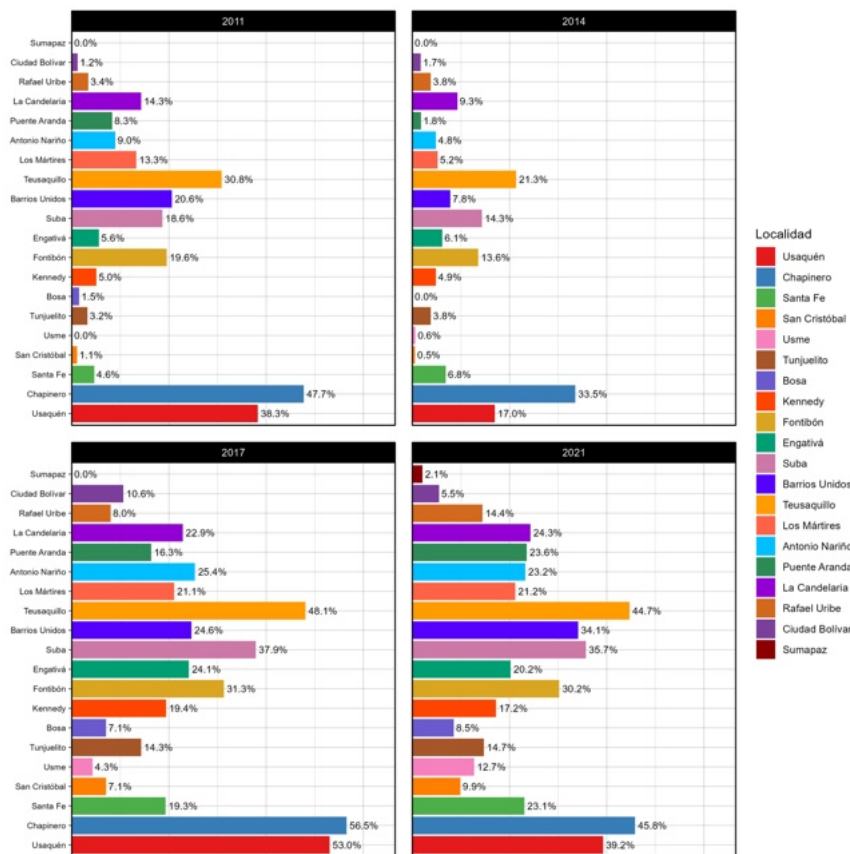 2011
Sumapaz 0.0%
Ciudad Bolívar 1.2%
Rafael Uribe 3.4%
La Candelaria 14.3%
Puente Aranda 8.3%
Antonio Nariño 9.0%
Los Mártires 13.3%
Teusaquillo 30.8%
Barrios Unidos 20.6%
Suba 18.6%
Engativá 5.6%
Fontibón 19.6%
Kennedy 5.0%
Bosa 1.5%
Tunjuelito 3.2%
Usme 0.0%
San Cristóbal 1.1%
Santa Fe 4.6%
Chapinero 47.7%
Usaquén 38.3%
2014
0.0%
1.7%
3.8%
9.3%
1.8%
4.8%
5.2%
21.3%
7.8%
14.3%
6.1%
13.6%
4.9%
0.0%
3.8%
0.6%
0.5%
6.8%
33.5%
17.0%
2017
Sumapaz 0.0%
Ciudad Bolívar 10.6%
Rafael Uribe 8.0%
La Candelaria 22.9%
Puente Aranda 16.3%
Antonio Nariño 25.4%
Los Mártires 21.1%
Teusaquillo 48.1%
Barrios Unidos 24.6%
Suba 37.9%
Engativá 24.1%
Fontibón 31.3%
Kennedy 19.4%
Bosa 7.1%
Tunjuelito 14.3%
Usme 4.3%
San Cristóbal 7.1%
Santa Fe 19.3%
Chapinero 56.5%
Usaquén 53.0%
2021
2.1%
5.5%
14.4%
24.3%
23.6%
23.2%
21.2%
44.7%
34.1%
35.7%
20.2%
30.2%
17.2%
8.5%
14.7%
12.7%
9.9%
23.1%
45.8%
39.2%
Localidad
Usaquén
Chapinero
Santa Fe
San Cristóbal
Usme
Tunjuelito
Bosa
Kennedy
Fontibón
Engativá
Suba
Barrios Unidos
Teusaquillo
Los Mártires
Antonio Nariño
Puente Aranda
La Candelaria
Rafael Uribe
Ciudad Bolívar
Sumapaz